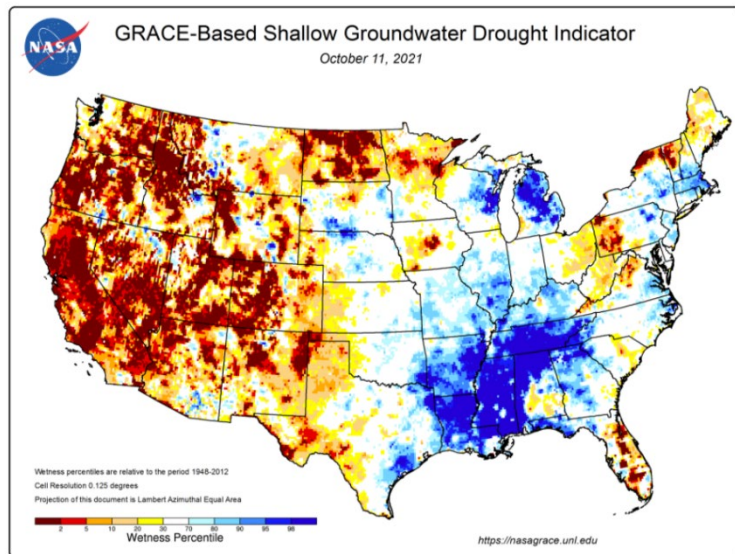 NASA
GRACE-Based Shallow Groundwater Drought Indicator
October 11, 2021
Wetness percentiles are relative to the period 1948-2012
Cell Resolution 0.125 degrees
Projection of this document is Lambert Azimuthal Equal Area
2 5 10 20 30 70 80 90 95 98
Wetness Percentile
https://nasagrace.unl.edu